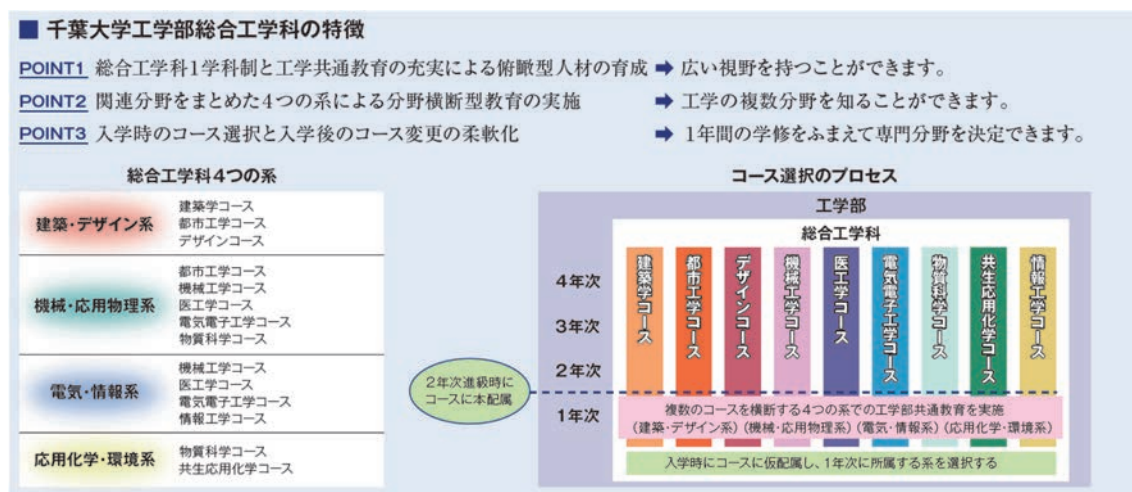 ■ 千葉大学工学部総合工学科の特徴
POINT1 総合工学科1学科制と工学共通教育の充実による俯瞰型人材の育成 ➡ 広い視野を持つことができます。
POINT2 関連分野をまとめた4つの系による分野横断型教育の実施 ➡ 工学の複数分野を知ることができます。
POINT3 入学時のコース選択と入学後のコース変更の柔軟化 ➡ 1年間の学修をふまえて専門分野を決定できます。
総合工学科4つの系
建築・デザイン系
建築学コース
都市工学コース
デザインコース
機械・応用物理系
都市工学コース
機械工学コース
医工学コース
電気電子工学コース
物質科学コース
電気・情報系
機械工学コース
医工学コース
電気電子工学コース
情報工学コース
応用化学・環境系
物質科学コース
共生応用化学コース
コース選択のプロセス
工学部
総合工学科
4年次
3年次
2年次
1年次
建築学コース
都市工学コース
デザインコース
機械工学コース
医工学コース
電気電子工学コース
物質科学コース
共生応用化学コース
情報工学コース
2年次進級時に
コースに本配属
複数のコースを横断する4つの系での工学部共通教育を実施
(建築・デザイン系)(機械・応用物理系)(電気・情報系)(応用化学・環境系)
入学時にコースに仮配属し、1年次に所属する系を選択する